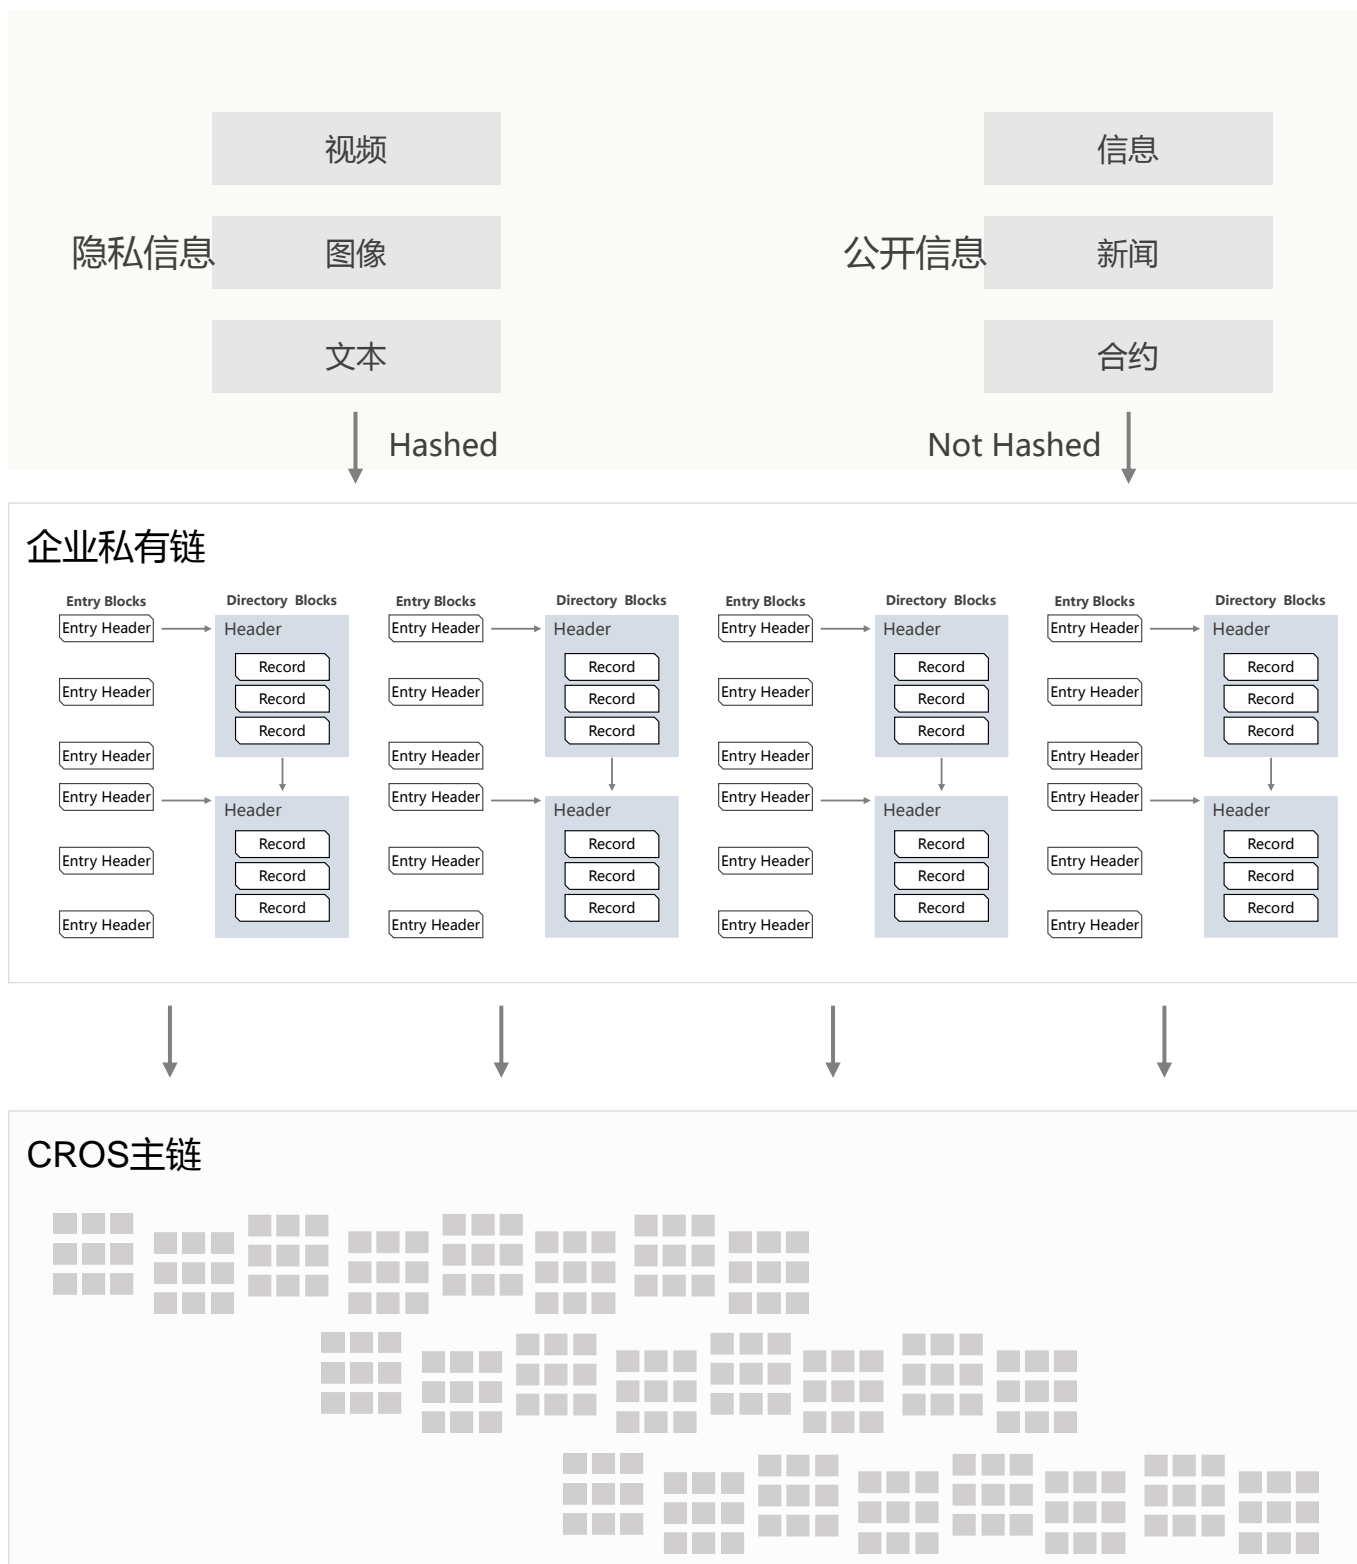 视频
信息
隐私信息
图像
公开信息
新闻
文本
合约
Hashed
Not Hashed
企业私有链
Entry Blocks
Directory Blocks
Entry Blocks
Directory Blocks
Entry Blocks
Directory Blocks
Entry Blocks
Directory Blocks
Entry Header
Header
Entry Header
Header
Entry Header
Header
Entry Header
Header
Record
Record
Record
Record
Entry Header
Record
Entry Header
Record
Entry Header
Record
Entry Header
Record
Record
Record
Record
Record
Entry Header
Entry Header
Entry Header
Entry Header
Entry Header
Header
Entry Header
Header
Entry Header
Header
Entry Header
Header
Record
Record
Record
Record
Entry Header
Record
Entry Header
Record
Entry Header
Record
Entry Header
Record
Entry Header
Record
Entry Header
Record
Entry Header
Record
Entry Header
Record
CROS主链